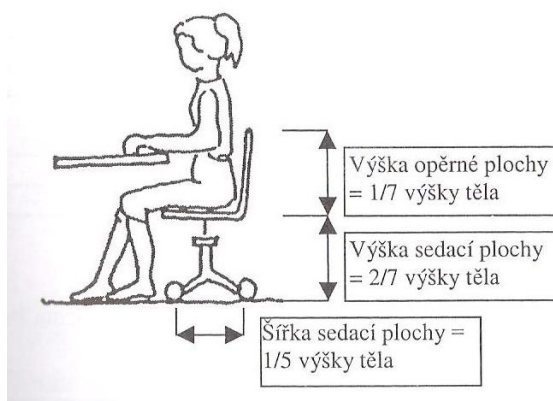 Výška opěrné plochy
= 1/7 výšky těla
Výška sedací plochy
= 2/7 výšky těla
Šířka sedací plochy =
1/5 výšky těla